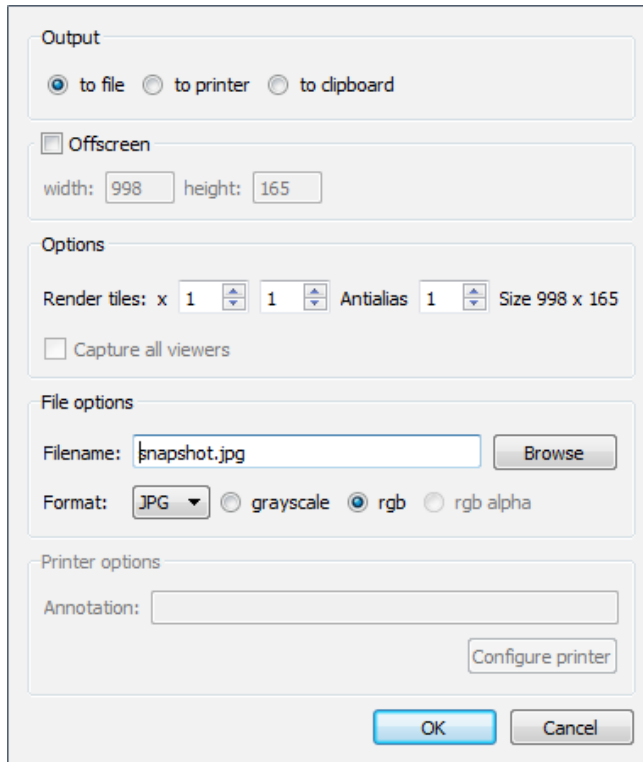 Output
to file to printer to clipboard
Offscreen
width: 998 height: 165
Options
Render tiles: x 1 1 Antialias 1 Size 998 x 165
Capture all viewers
File options
Filename: snapshot.jpg Browse
Format: JPG grayscale rgb rgb alpha
Printer options
Annotation:
Configure printer
OK Cancel